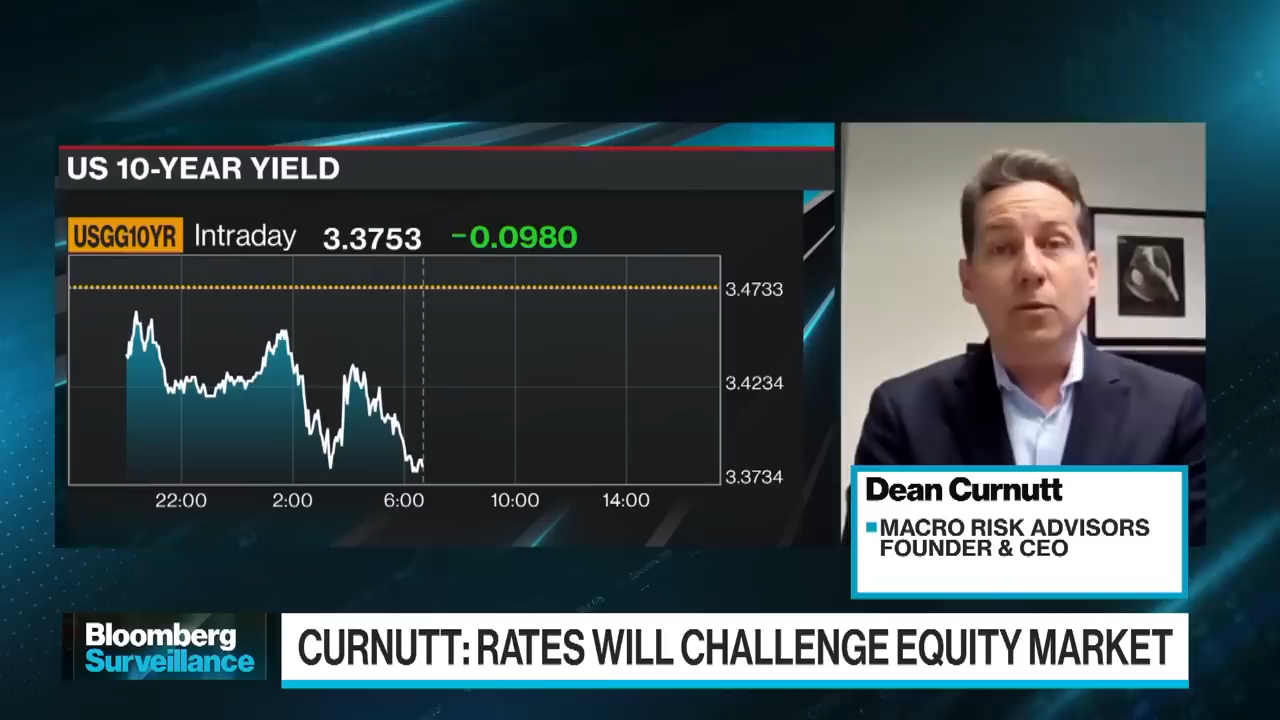 US 10-YEAR YIELD
USGG10YR Intraday 3.3753 -0.0980
3.4733
3.4234
3.3734
22:00 2:00 6:00 10:00 14:00
Dean Curnutt
MACRO RISK ADVISORS
FOUNDER & CEO
Bloomberg
Surveillance
CURNUTT: RATES WILL CHALLENGE EQUITY MARKET